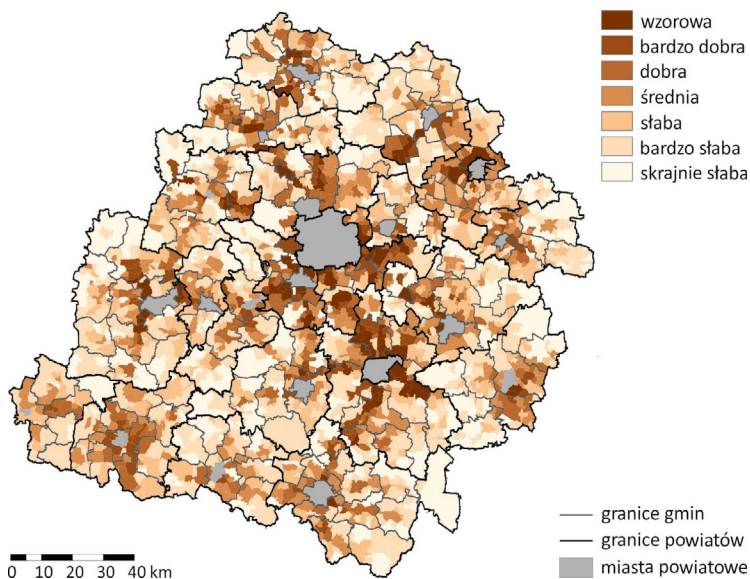 wzorowa
bardzo dobra
dobra
średnia
słaba
bardzo słaba
skrajnie słaba
granice gmin
granice powiatów
miasta powiatowe
0 10 20 30 40 km